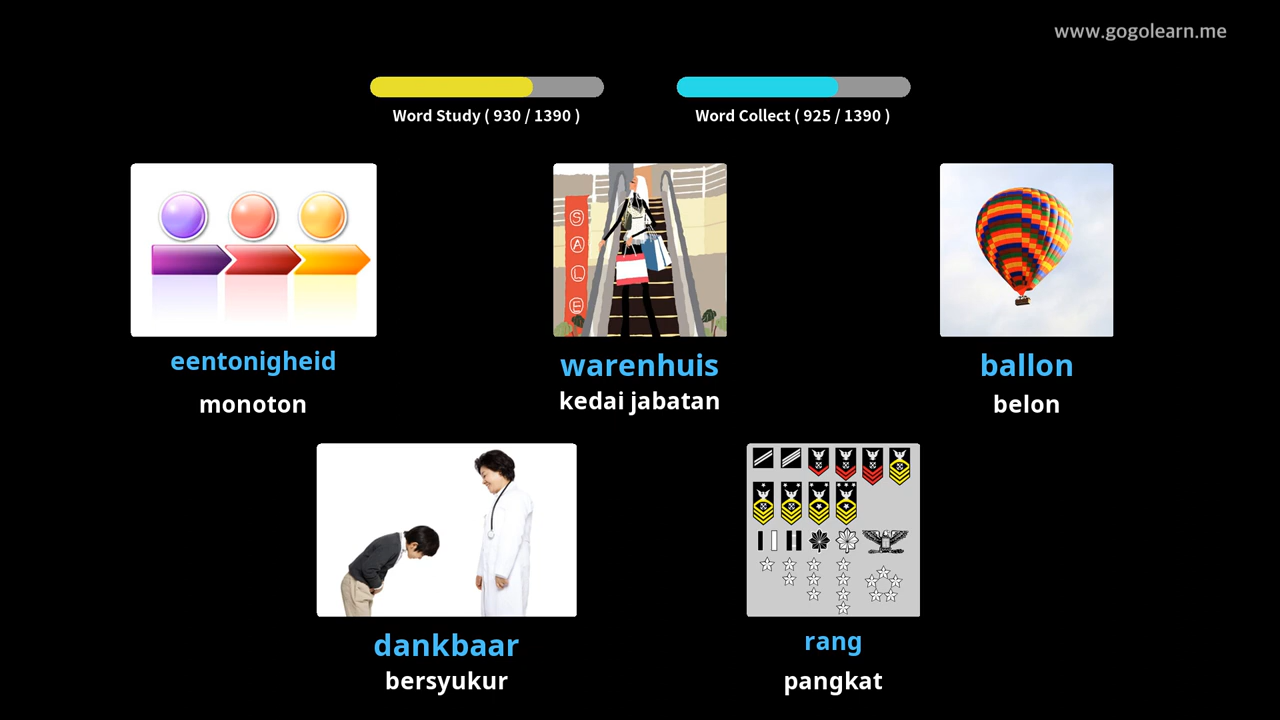 www.gogolearn.me
Word Study ( 930 / 1390 )
Word Collect ( 925 / 1390 )
S
A
L
E
eentonigheid
monoton
warenhuis
kedai jabatan
ballon
belon
dankbaar
bersyukur
rang
pangkat